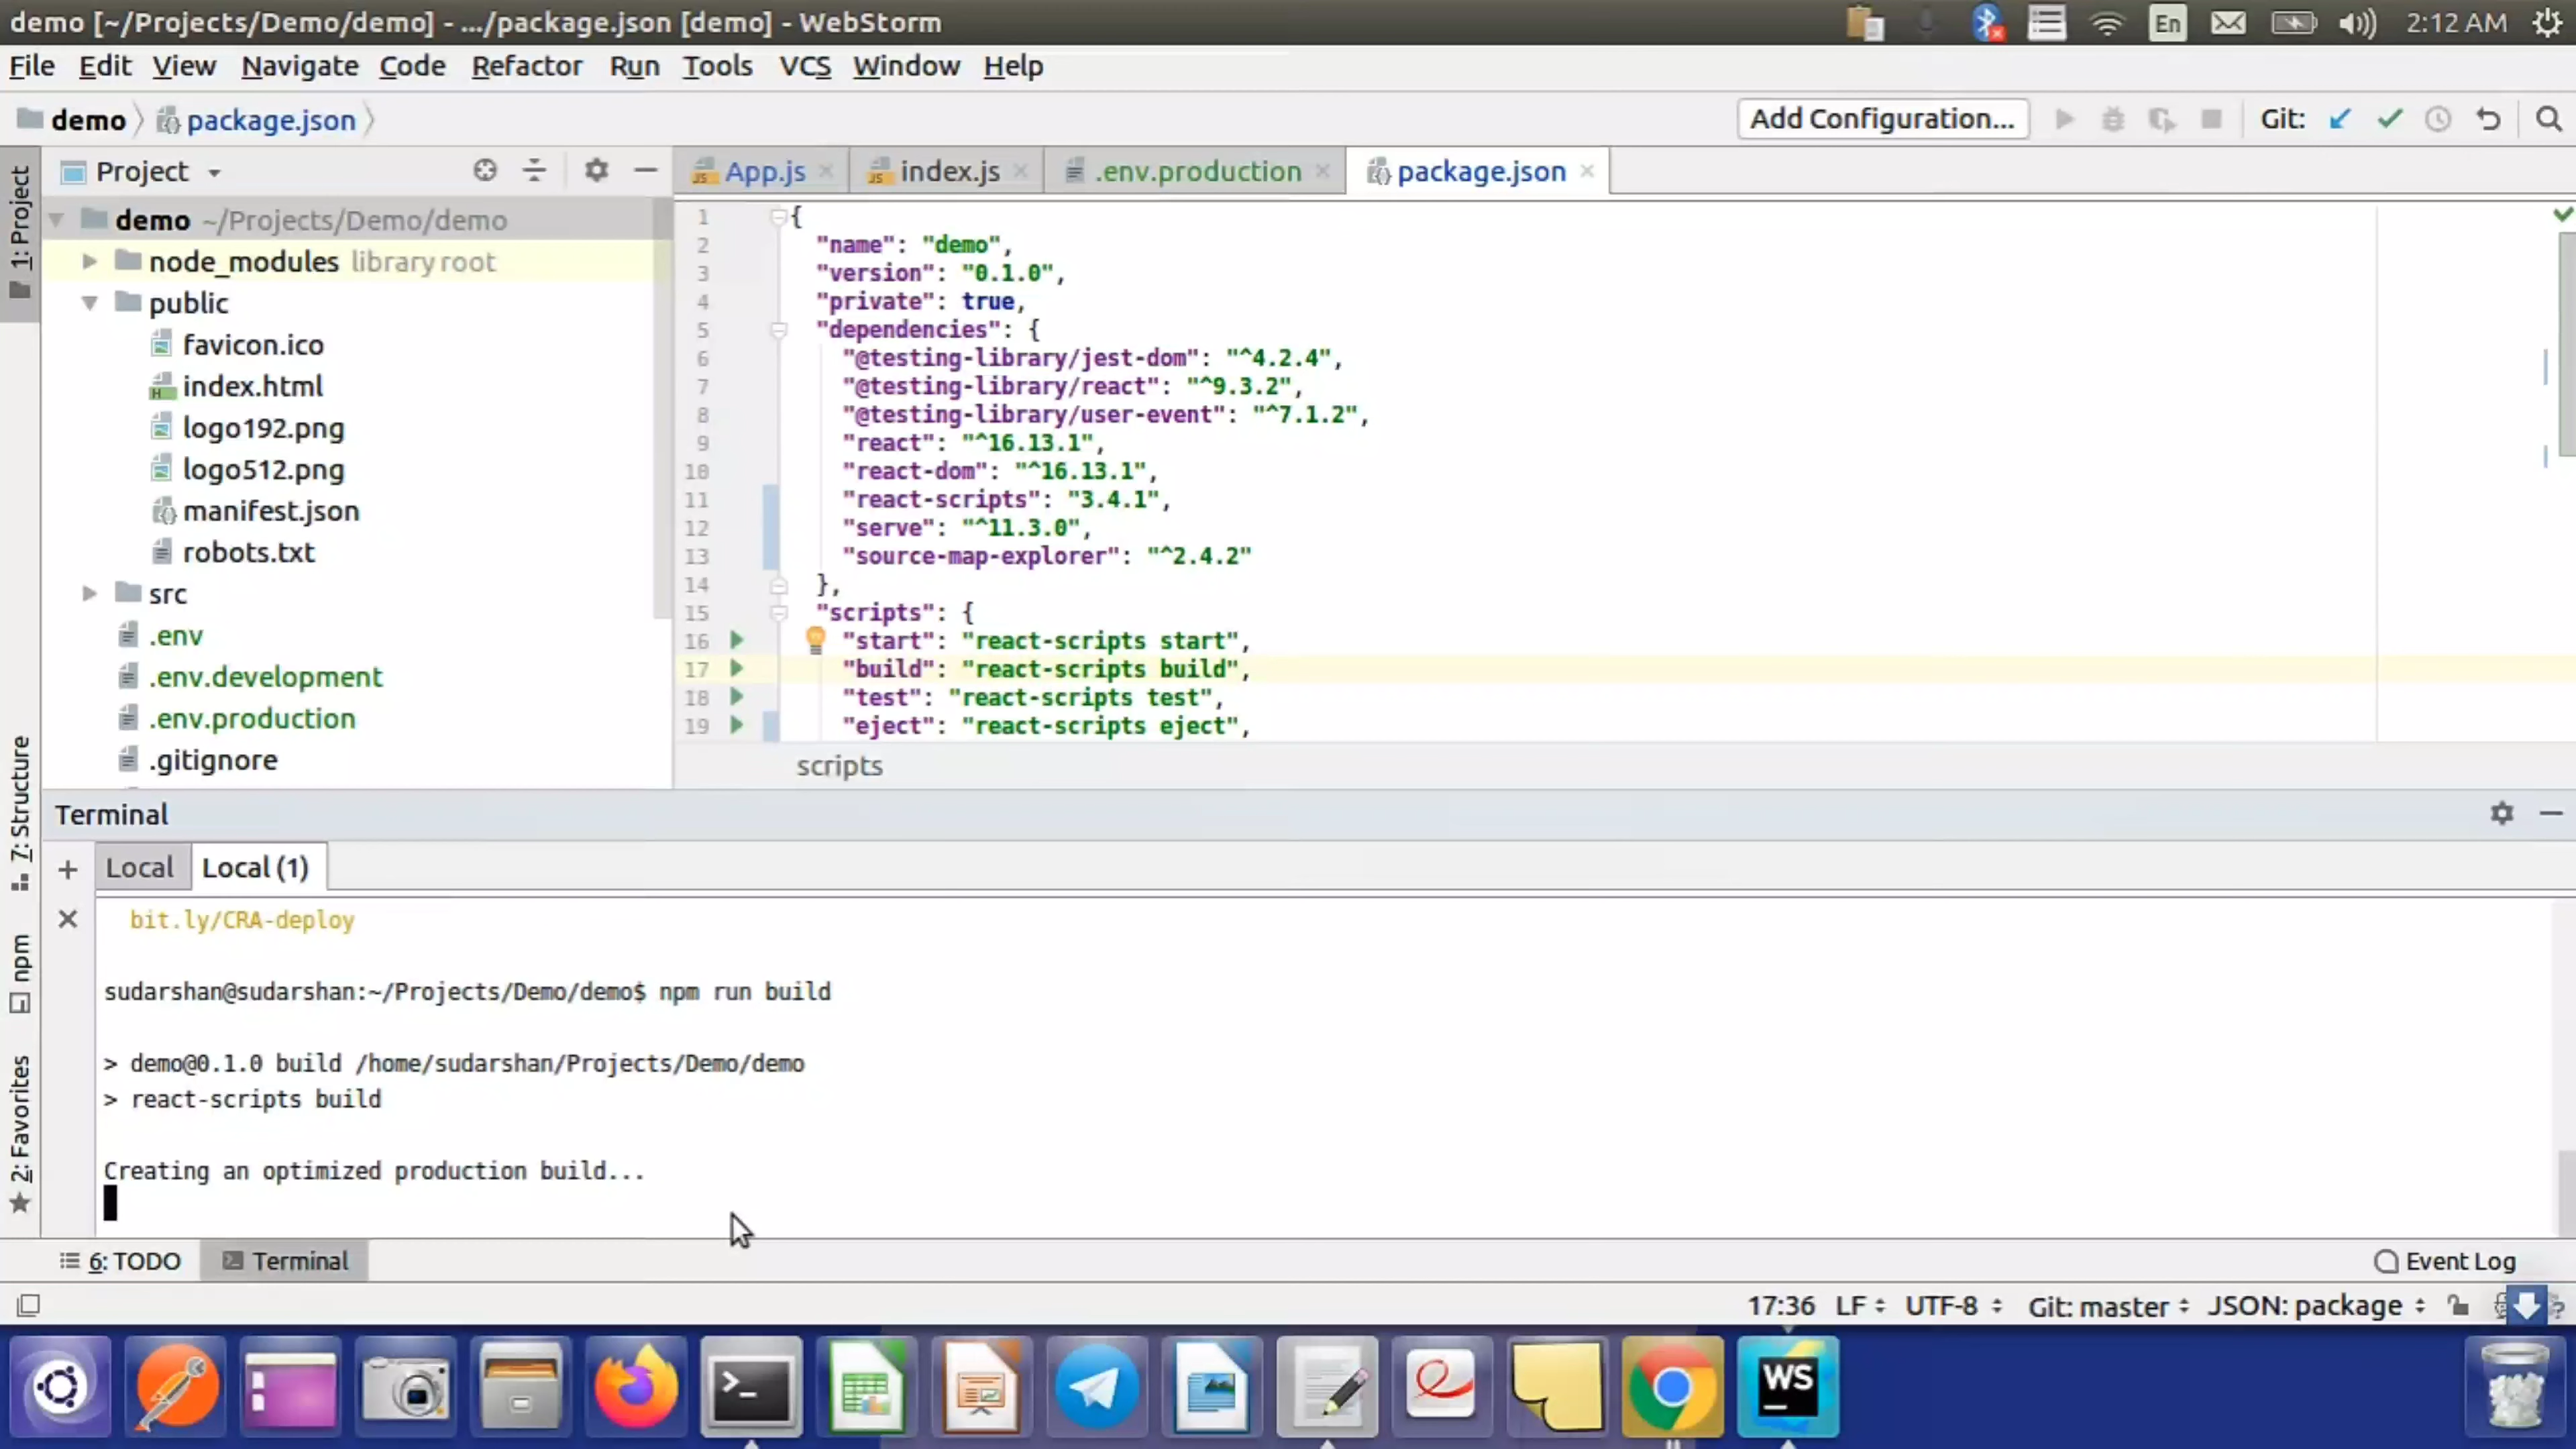 demo [~/Projects/Demo/demo] - .../package.json [demo] - WebStorm
En
2:12 AM
File Edit View Navigate Code Refactor Run Tools VCS Window Help
demo package.json
Add Configuration...
Git:
1: Project
Project
App.js
index.js
.env.production
package.json
demo ~/Projects/Demo/demo
node_modules library root
public
favicon.ico
index.html
logo192.png
logo512.png
manifest.json
robots.txt
src
.env
.env.development
.env.production
.gitignore
1 {
2 "name": "demo",
3 "version": "0.1.0",
4 "private": true,
5 "dependencies": {
6 "@testing-library/jest-dom": "^4.2.4",
7 "@testing-library/react": "^9.3.2",
8 "@testing-library/user-event": "^7.1.2",
9 "react": "^16.13.1",
10 "react-dom": "^16.13.1",
11 "react-scripts": "3.4.1",
12 "serve": "^11.3.0",
13 "source-map-explorer": "^2.4.2"
14 },
15 "scripts": {
16 "start": "react-scripts start",
17 "build": "react-scripts build",
18 "test": "react-scripts test",
19 "eject": "react-scripts eject",
scripts
7: Structure
npm
2: Favorites
Terminal
Local Local (1)
bit.ly/CRA-deploy
sudarshan@sudarshan:~/Projects/Demo/demo$ npm run build
> demo@0.1.0 build /home/sudarshan/Projects/Demo/demo
> react-scripts build
Creating an optimized production build...
6: TODO Terminal
Event Log
17:36 LF UTF-8 Git: master JSON: package
WS